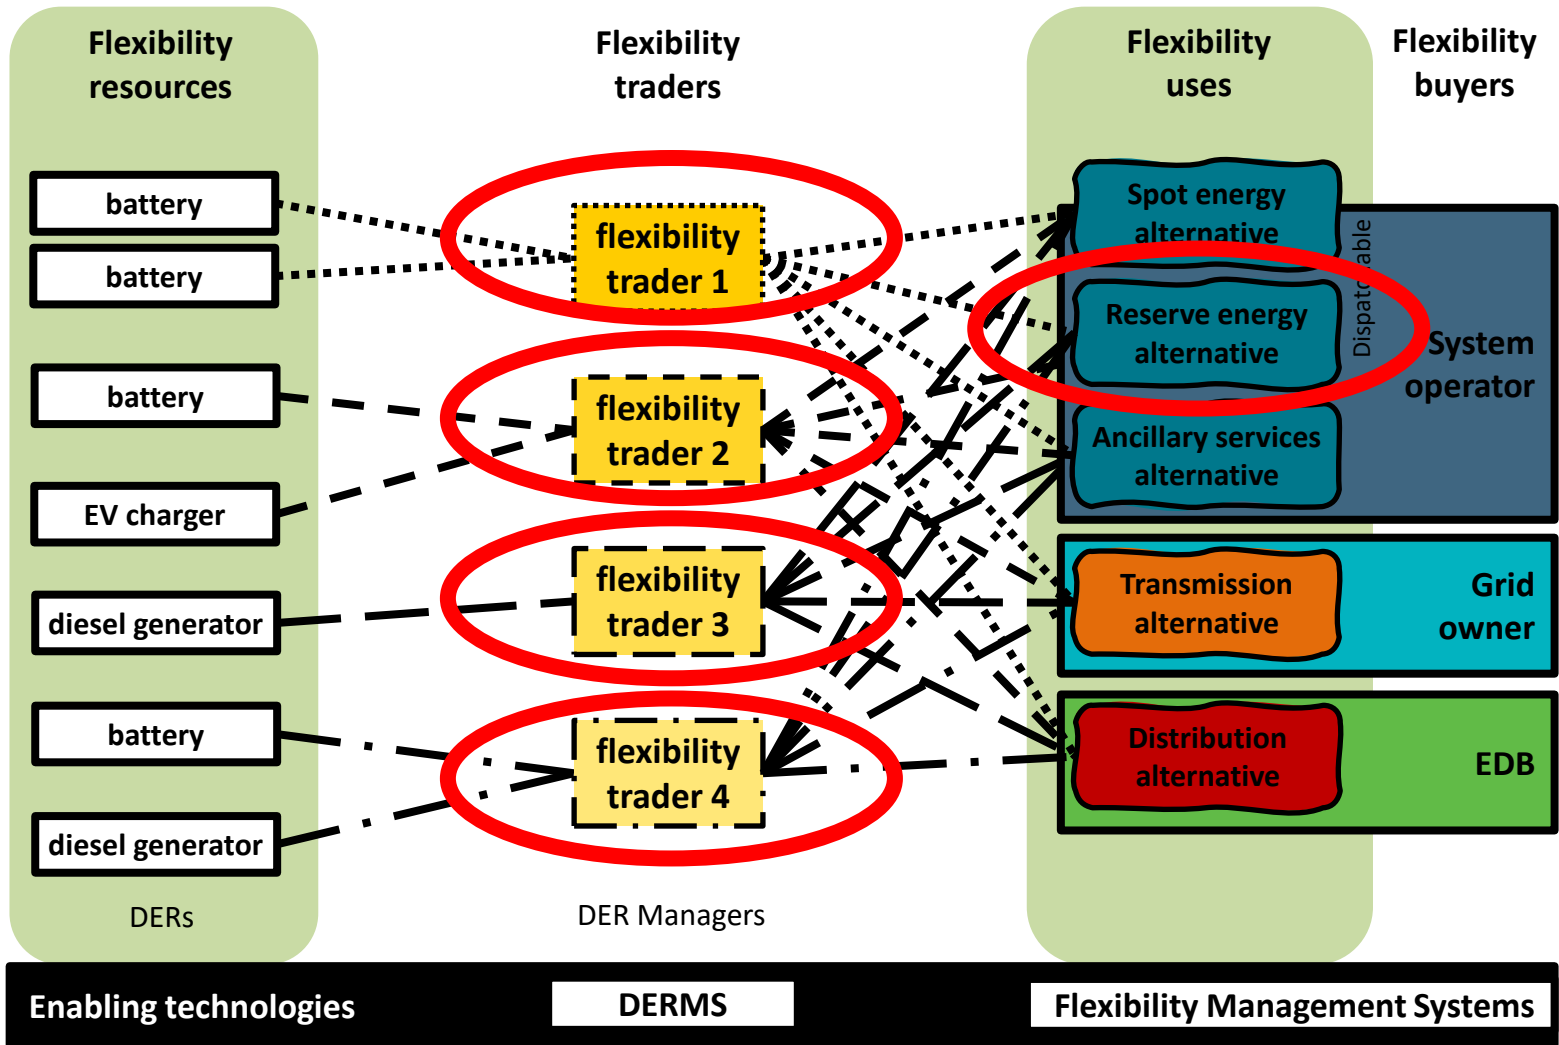 Flexibility
resources
Flexibility
traders
Flexibility
uses
Flexibility
buyers
battery
battery
battery
EV charger
diesel generator
battery
diesel generator
DERs
flexibility
trader 1
flexibility
trader 2
flexibility
trader 3
flexibility
trader 4
DER Managers
Spot energy
alternative
Reserve energy
alternative
Ancillary services
alternative
Dispatchable
System
operator
Transmission
alternative
Grid
owner
Distribution
alternative
EDB
Enabling technologies
DERMS
Flexibility Management Systems